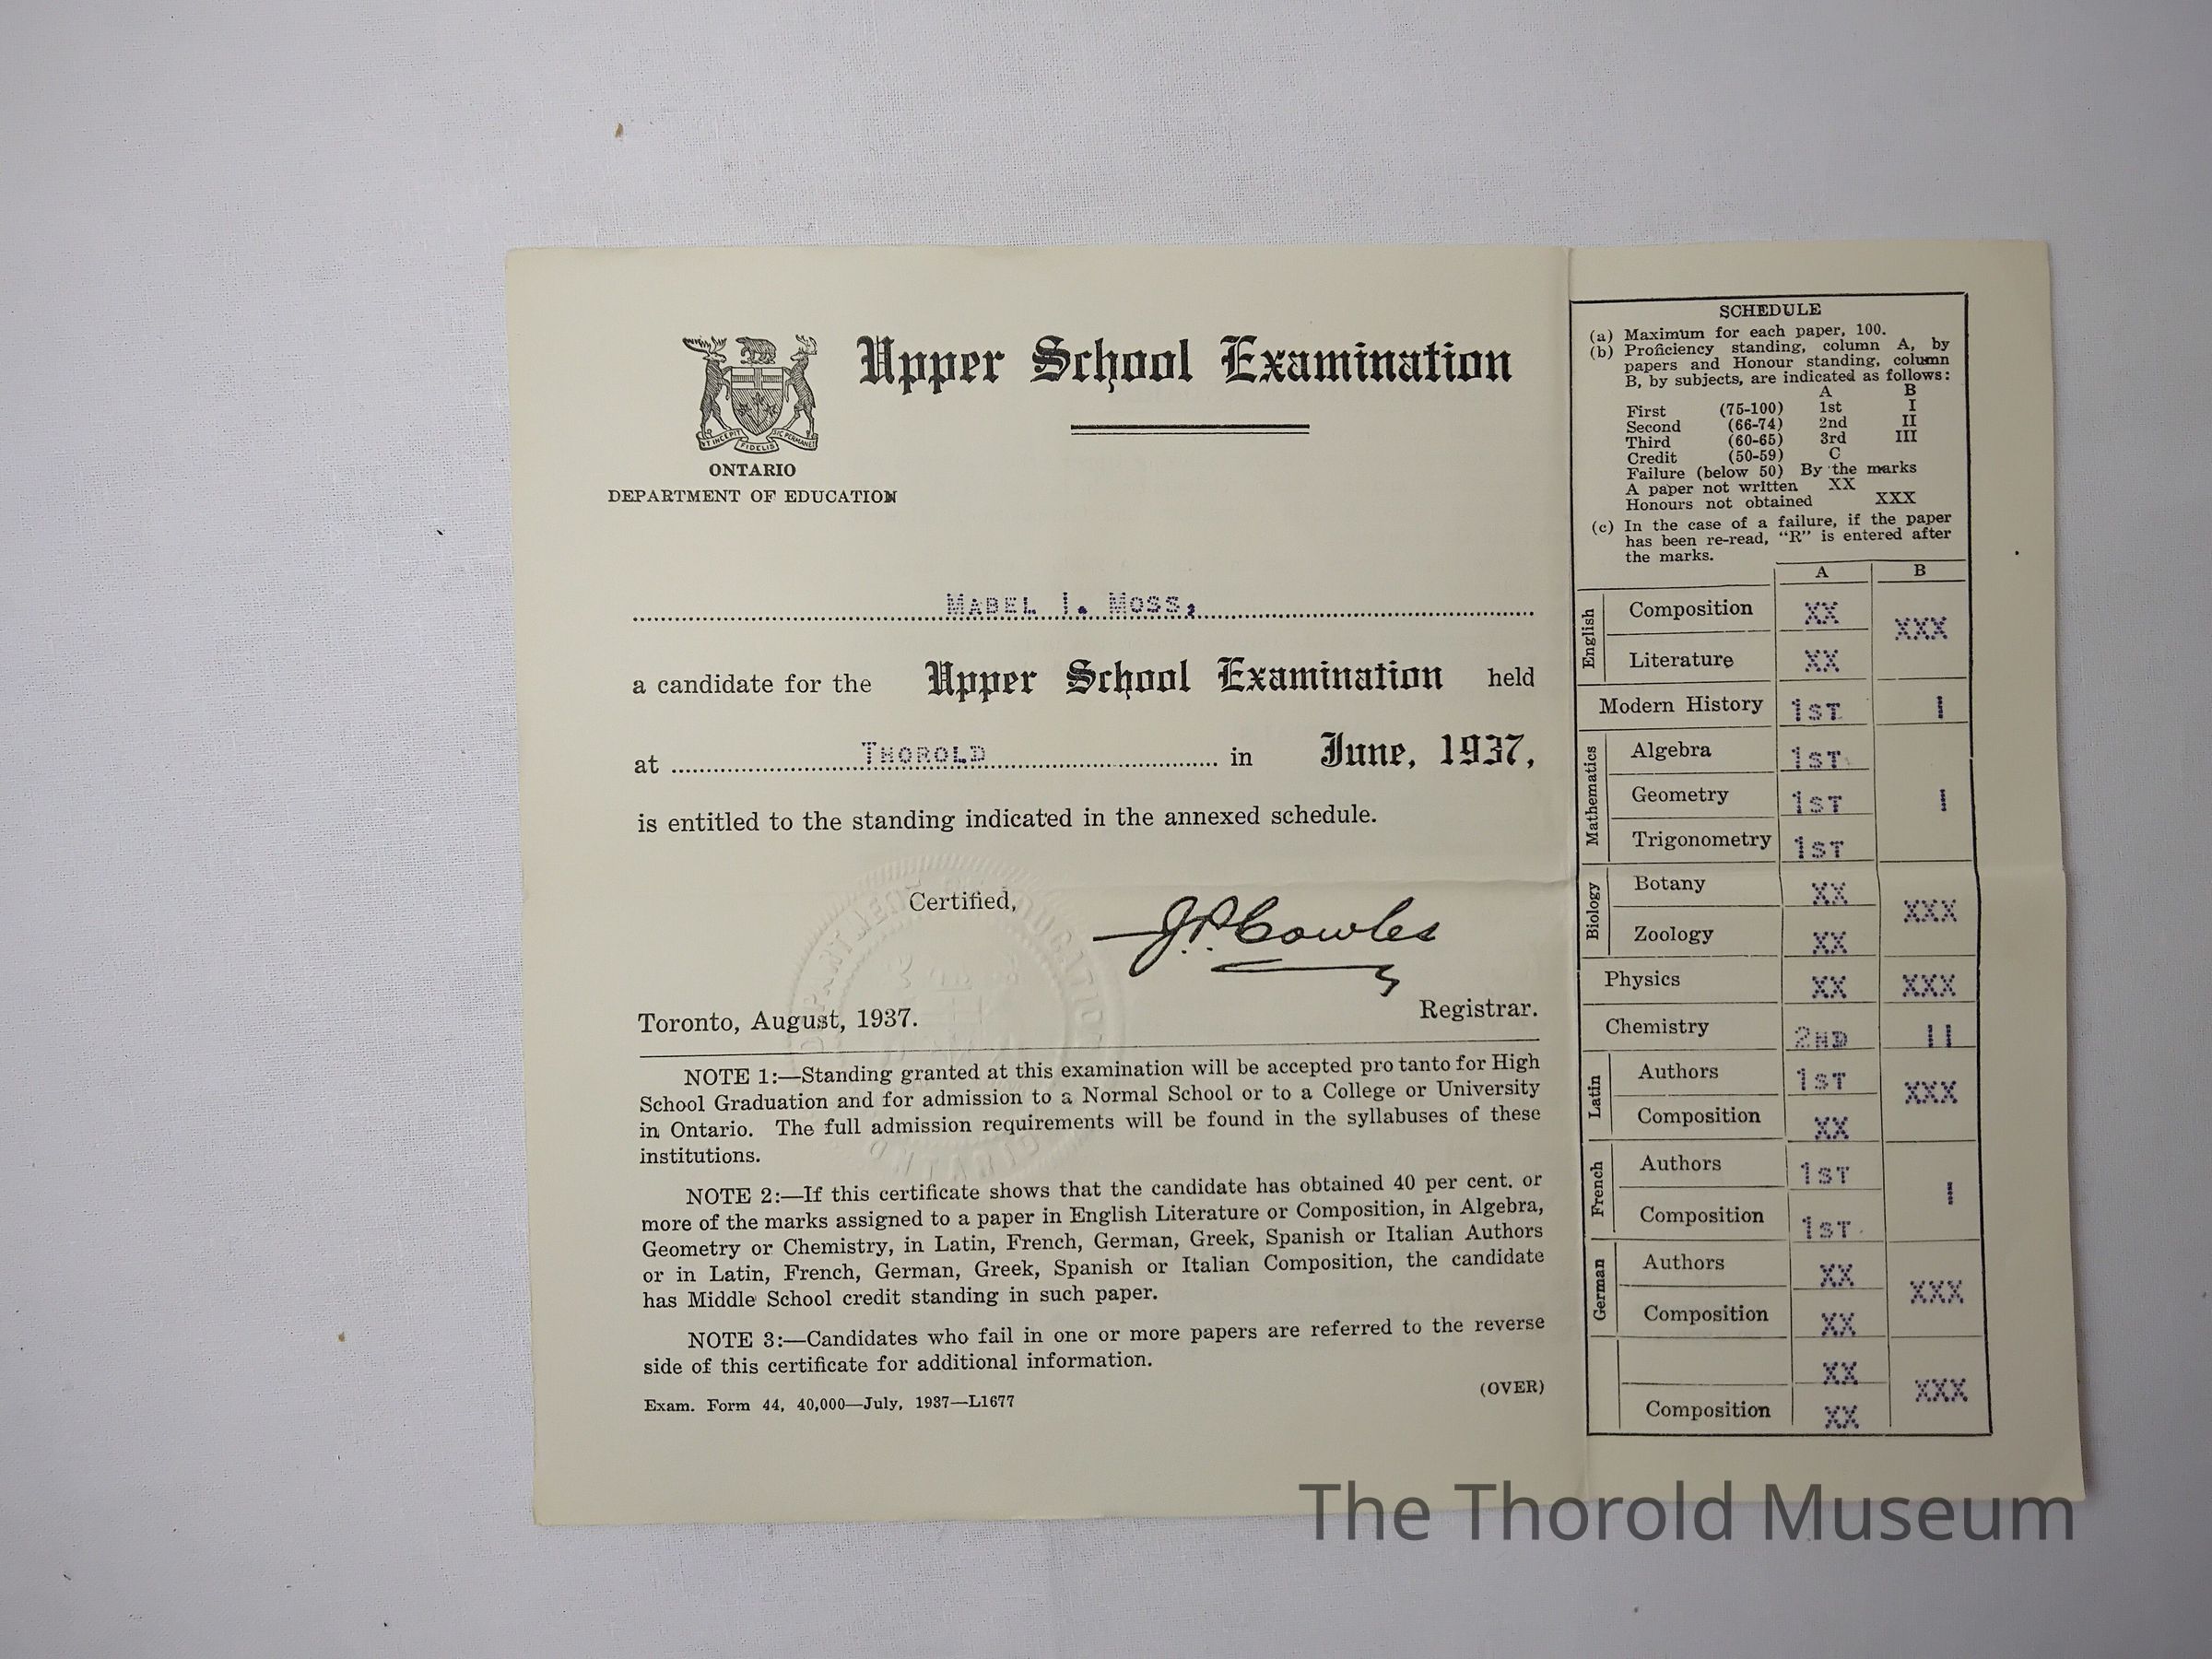 UT INCEPIT
FIDELIS
SIC PERMANET
ONTARIO
DEPARTMENT OF EDUCATION
Upper School Examination
MABEL I. MOSS,
a candidate for the Upper School Examination held
at THOROLD in June, 1937,
is entitled to the standing indicated in the annexed schedule.
Certified,
J.P. Cowles
Registrar.
Toronto, August, 1937.
DEPARTMENT OF EDUCATION
ONTARIO
NOTE 1:—Standing granted at this examination will be accepted pro tanto for High
School Graduation and for admission to a Normal School or to a College or University
in Ontario. The full admission requirements will be found in the syllabuses of these
institutions.
NOTE 2:—If this certificate shows that the candidate has obtained 40 per cent. or
more of the marks assigned to a paper in English Literature or Composition, in Algebra,
Geometry or Chemistry, in Latin, French, German, Greek, Spanish or Italian Authors
or in Latin, French, German, Greek, Spanish or Italian Composition, the candidate
has Middle School credit standing in such paper.
NOTE 3:—Candidates who fail in one or more papers are referred to the reverse
side of this certificate for additional information.
(OVER)
Exam. Form 44, 40,000—July, 1937—L1677
SCHEDULE
(a) Maximum for each paper, 100.
(b) Proficiency standing, column A, by
papers and Honour standing, column
B, by subjects, are indicated as follows:
A B
First (75-100) 1st I
Second (66-74) 2nd II
Third (60-65) 3rd III
Credit (50-59) C
Failure (below 50) By the marks
A paper not written XX
Honours not obtained XXX
(c) In the case of a failure, if the paper
has been re-read, “R” is entered after
the marks.
A B
English
Composition XX XXX
Literature XX
Modern History 1ST I
Mathematics
Algebra 1ST
Geometry 1ST I
Trigonometry 1ST
Biology
Botany XX XXX
Zoology XX
Physics XX XXX
Chemistry 2ND II
Latin
Authors 1ST XXX
Composition XX
French
Authors 1ST I
Composition 1ST
German
Authors XX XXX
Composition XX
XX XXX
Composition XX
The Thorold Museum